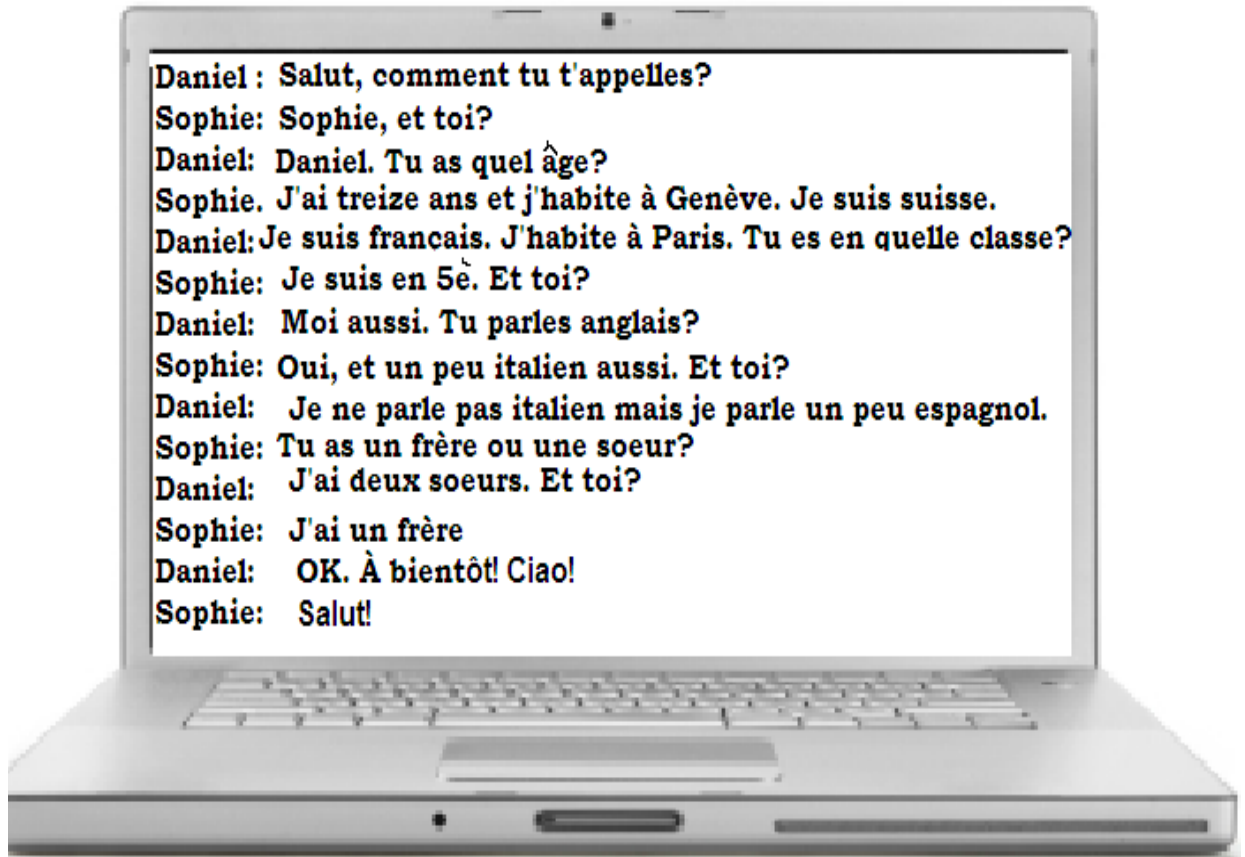 Daniel : Salut, comment tu t'appelles?
Sophie: Sophie, et toi?
Daniel: Daniel. Tu as quel âge?
Sophie. J'ai treize ans et j'habite à Genève. Je suis suisse.
Daniel: Je suis francais. J'habite à Paris. Tu es en quelle classe?
Sophie: Je suis en 5è. Et toi?
Daniel: Moi aussi. Tu parles anglais?
Sophie: Oui, et un peu italien aussi. Et toi?
Daniel: Je ne parle pas italien mais je parle un peu espagnol.
Sophie: Tu as un frère ou une soeur?
Daniel: J'ai deux soeurs. Et toi?
Sophie: J'ai un frère
Daniel: OK. À bientôt! Ciao!
Sophie: Salut!